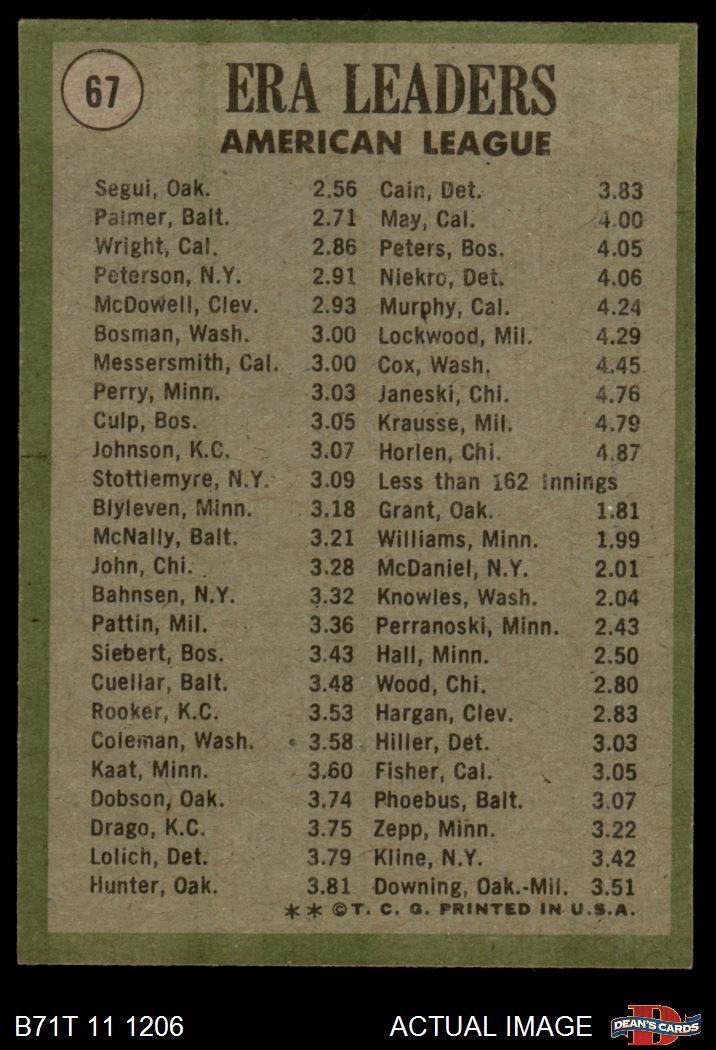 67
ERA LEADERS
AMERICAN LEAGUE
Segui, Oak. 2.56
Palmer, Balt. 2.71
Wright, Cal. 2.86
Peterson, N.Y. 2.91
McDowell, Clev. 2.93
Bosman, Wash. 3.00
Messersmith, Cal. 3.00
Perry, Minn. 3.03
Culp, Bos. 3.05
Johnson, K.C. 3.07
Stottlemyre, N.Y. 3.09
Blyleven, Minn. 3.18
McNally, Balt. 3.21
John, Chi. 3.28
Bahnsen, N.Y. 3.32
Pattin, Mil. 3.36
Siebert, Bos. 3.43
Cuellar, Balt. 3.48
Rooker, K.C. 3.53
Coleman, Wash. 3.58
Kaat, Minn. 3.60
Dobson, Oak. 3.74
Drago, K.C. 3.75
Lolich, Det. 3.79
Hunter, Oak. 3.81
Cain, Det. 3.83
May, Cal. 4.00
Peters, Bos. 4.05
Niekro, Det. 4.06
Murphy, Cal. 4.24
Lockwood, Mil. 4.29
Cox, Wash. 4.45
Janeski, Chi. 4.76
Krausse, Mil. 4.79
Horlen, Chi. 4.87
Less than 162 innings
Grant, Oak. 1.81
Williams, Minn. 1.99
McDaniel, N.Y. 2.01
Knowles, Wash. 2.04
Perranoski, Minn. 2.43
Hall, Minn. 2.50
Wood, Chi. 2.80
Hargan, Clev. 2.83
Hiller, Det. 3.03
Fisher, Cal. 3.05
Phoebus, Balt. 3.07
Zepp, Minn. 3.22
Kline, N.Y. 3.42
Downing, Oak.-Mil. 3.51
** © T. C. G. PRINTED IN U.S.A.
B71T 11 1206
ACTUAL IMAGE
D
DEAN'S CARDS